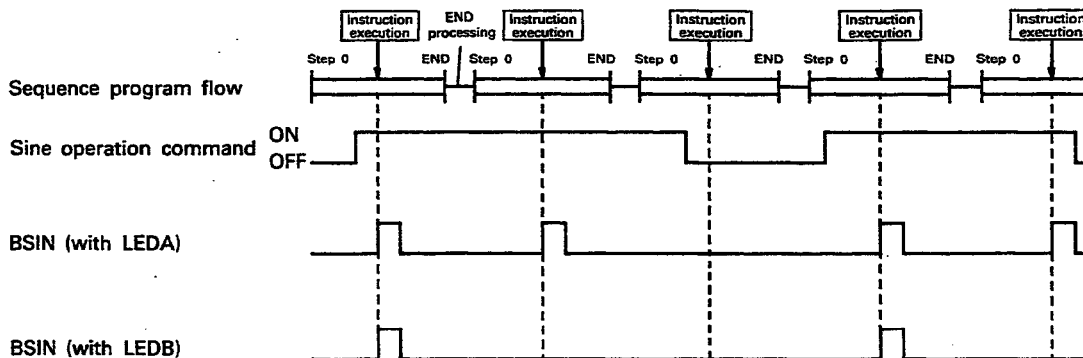 Instruction execution
END processing
Instruction execution
Instruction execution
Instruction execution
Instruction execution
Step 0
END
Step 0
END
Step 0
END
Step 0
END
Step 0
Sequence program flow
Sine operation command
ON
OFF
BSIN (with LEDA)
BSIN (with LEDB)